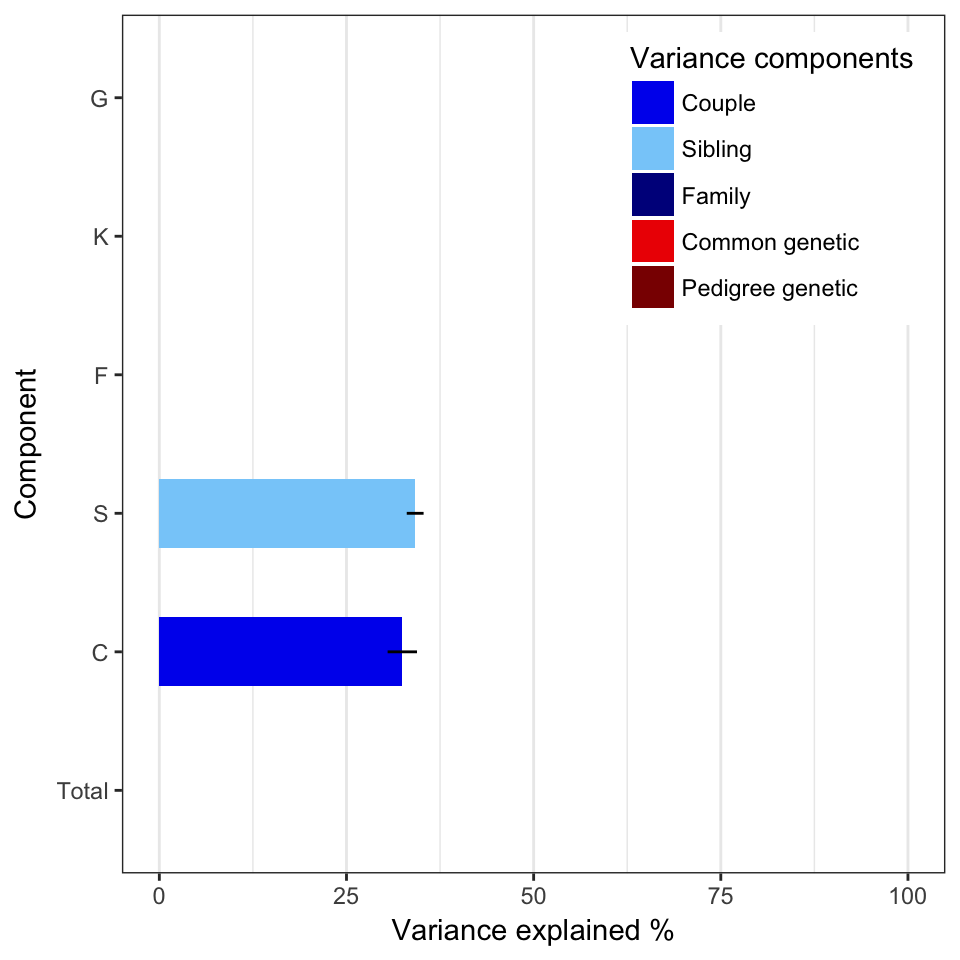 Variance components
Couple
Sibling
Family
Common genetic
Pedigree genetic
G
K
F
S
C
Total
Component
0 25 50 75 100
Variance explained %